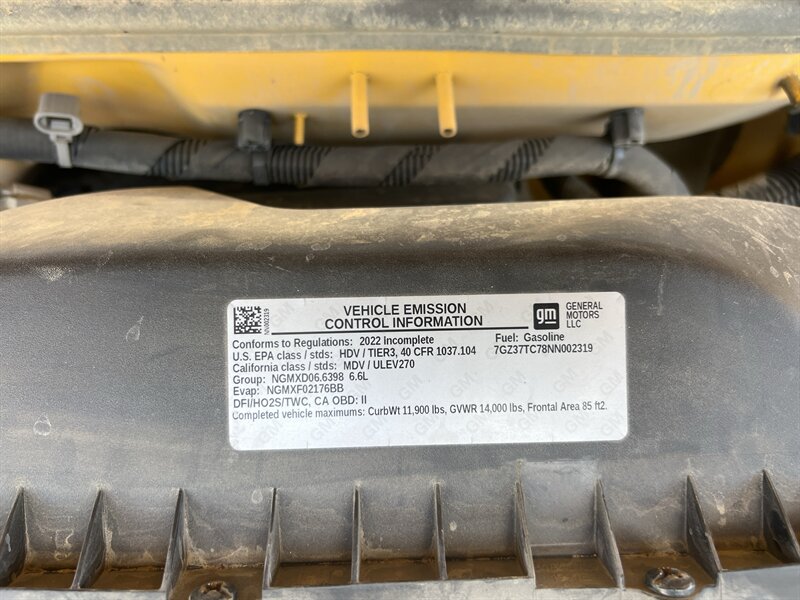 VEHICLE EMISSION
CONTROL INFORMATION
gm
GENERAL
MOTORS
LLC
NN002319
Conforms to Regulations: 2022 Incomplete Fuel: Gasoline
U.S. EPA class / stds: HDV / TIER3, 40 CFR 1037.104 7GZ37TC78NN002319
California class / stds: MDV / ULEV270
Group: NGMXD06.6398 6.6L
Evap: NGMXF02176BB
DFI/HO2S/TWC, CA OBD: II
Completed vehicle maximums: CurbWt 11,900 lbs, GVWR 14,000 lbs, Frontal Area 85 ft2.